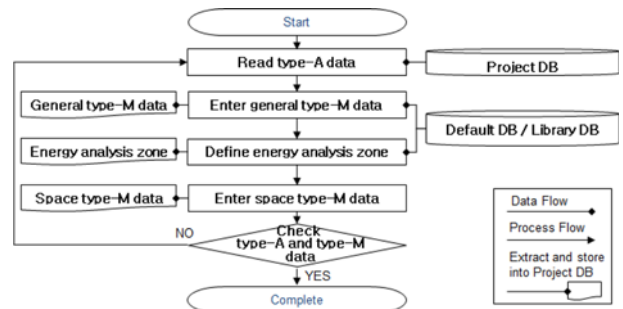 Start
Read type-A data
Project DB
General type-M data
Enter general type-M data
Default DB / Library DB
Energy analysis zone
Define energy analysis zone
Space type-M data
Enter space type-M data
NO
Check
type-A and type-M
data
YES
Complete
Data Flow
Process Flow
Extract and store
into Project DB